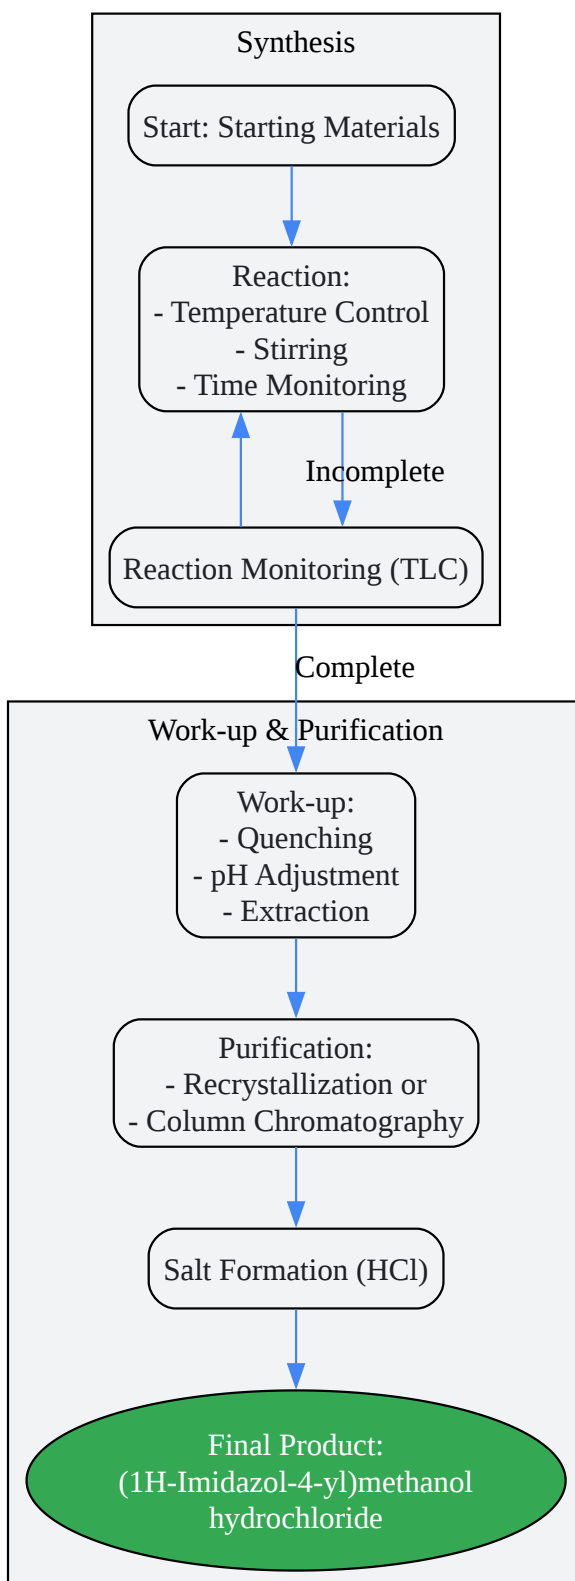 Synthesis
Start: Starting Materials
Reaction:
- Temperature Control
- Stirring
- Time Monitoring
Incomplete
Reaction Monitoring (TLC)
Complete
Work-up & Purification
Work-up:
- Quenching
- pH Adjustment
- Extraction
Purification:
- Recrystallization or
- Column Chromatography
Salt Formation (HCl)
Final Product:
(1H-Imidazol-4-yl)methanol
hydrochloride